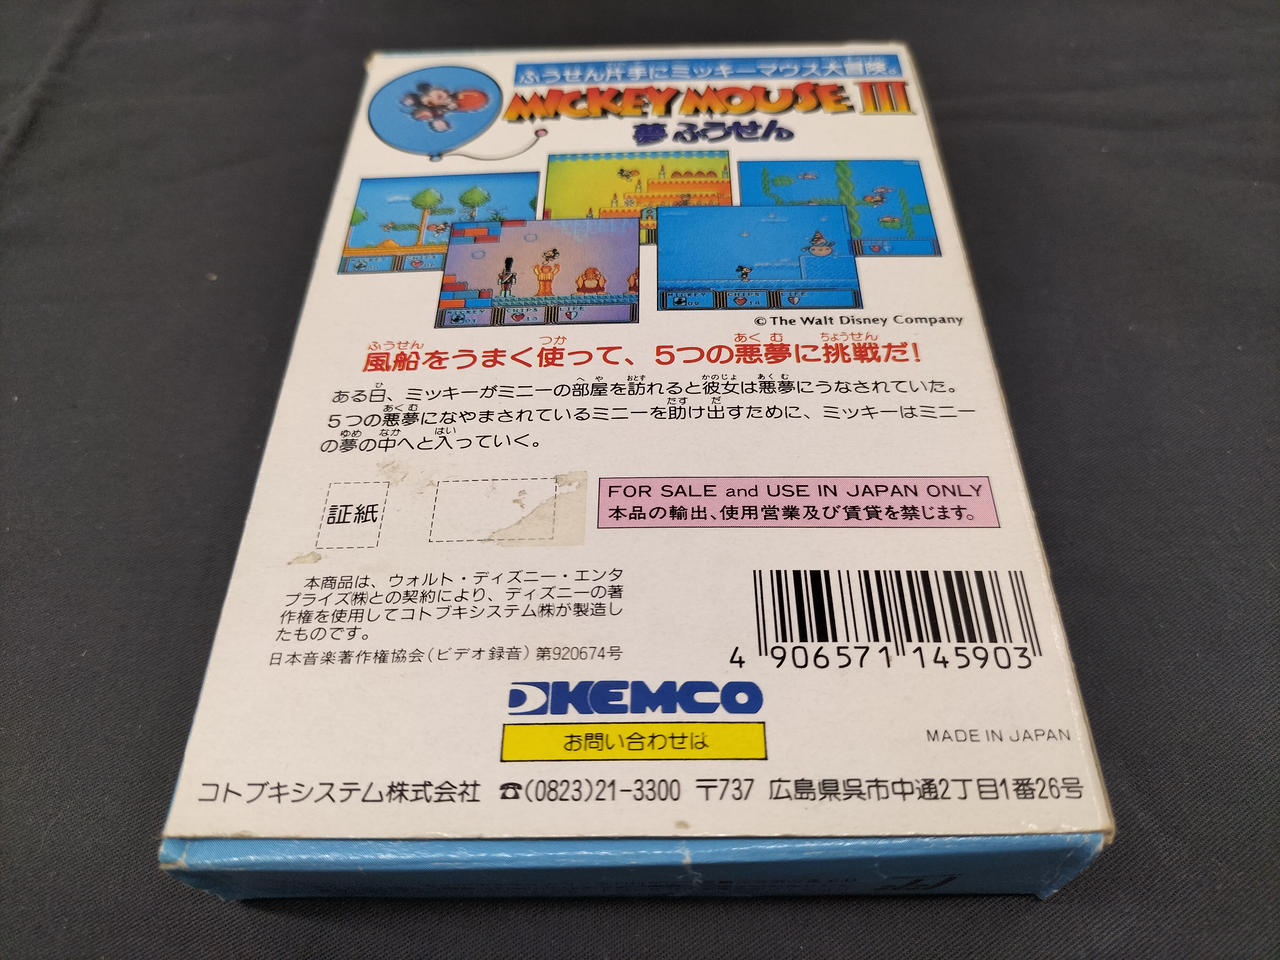 ふうせん片手にミッキーマウス大冒険。
MICKEY MOUSE III
夢ふうせん
MICKEY CHIPS LIFE
MICKEY CHIPS LIFE
© The Walt Disney Company
風船をうまく使って、5つの悪夢に挑戦だ!
ある日、ミッキーがミニーの部屋を訪れると彼女は悪夢にうなされていた。
5つの悪夢になやまされているミニーを助け出すために、ミッキーはミニー
の夢の中へと入っていく。
証紙
FOR SALE and USE IN JAPAN ONLY
本品の輸出、使用営業及び賃貸を禁じます。
本商品は、ウォルト・ディズニー・エンタ
プライズ㈱との契約により、ディズニーの著
作権を使用してコトブキシステム㈱が製造し
たものです。
日本音楽著作権協会(ビデオ録音)第920674号
4 906571 145903
KEMCO
お問い合わせは
MADE IN JAPAN
コトブキシステム株式会社 ☎(0823)21-3300 〒737 広島県呉市中通2丁目1番26号